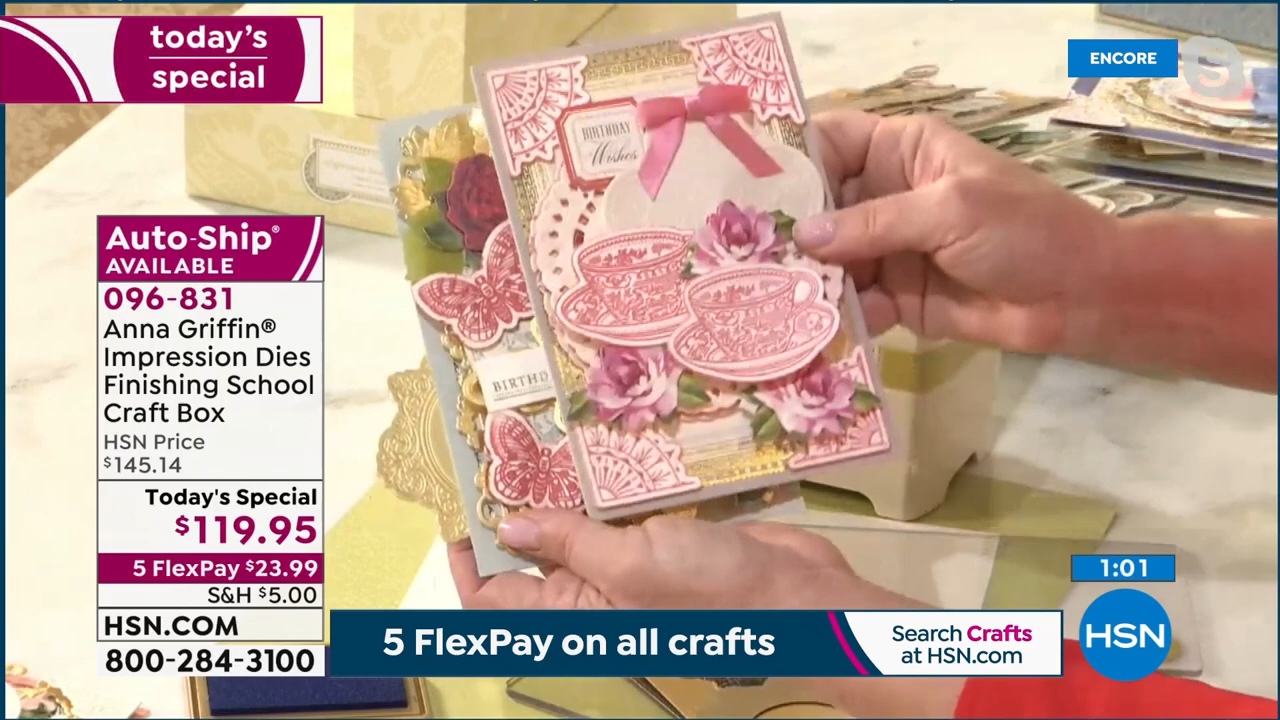 today's
special
ENCORE
S
BIRTHDAY
Wishes
BIRTHD
Auto-Ship®
AVAILABLE
096-831
Anna Griffin®
Impression Dies
Finishing School
Craft Box
HSN Price
$145.14
Today's Special
$119.95
5 FlexPay $23.99
S&H $5.00
HSN.COM
800-284-3100
5 FlexPay on all crafts
Search Crafts
at HSN.com
1:01
HSN